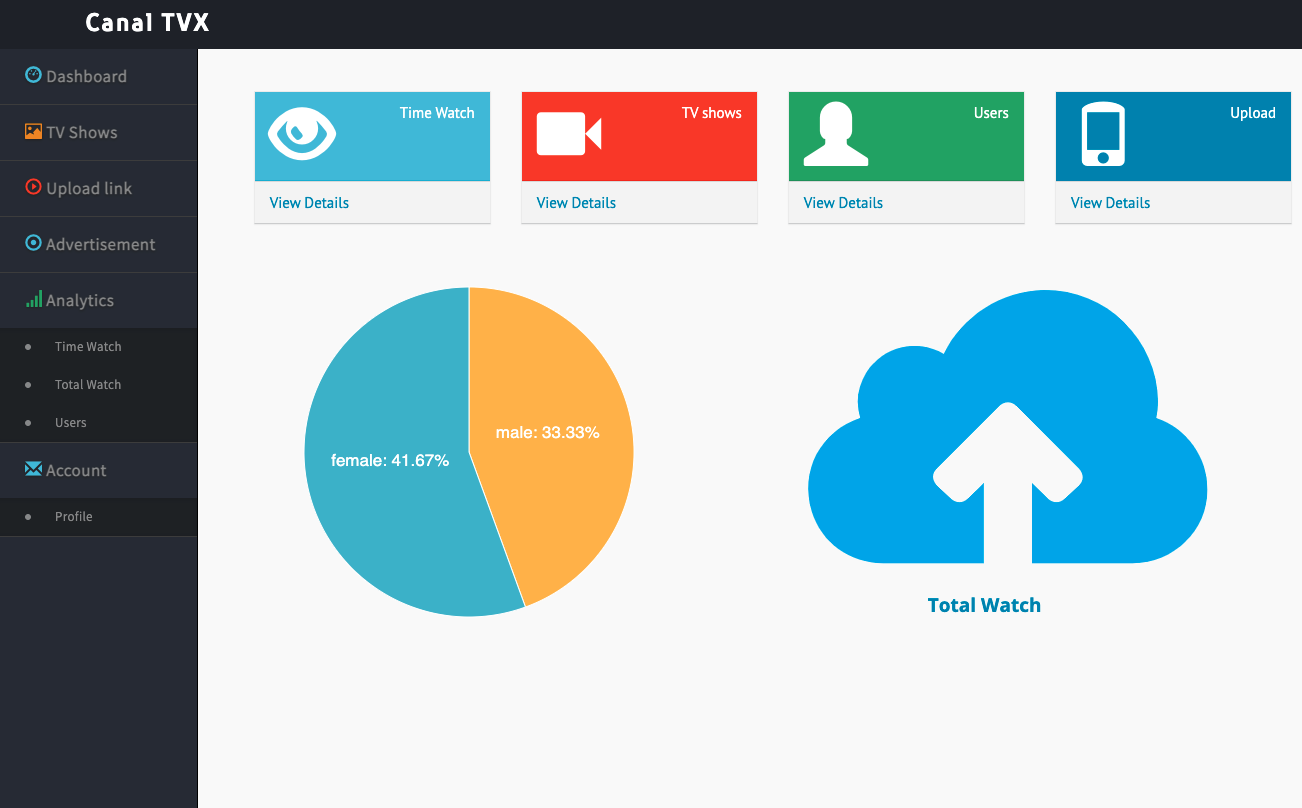 Canal TVX
Dashboard
TV Shows
Upload link
Advertisement
Analytics
Time Watch
Total Watch
Users
Account
Profile
Time Watch
View Details
TV shows
View Details
Users
View Details
Upload
View Details
male: 33.33%
female: 41.67%
Total Watch